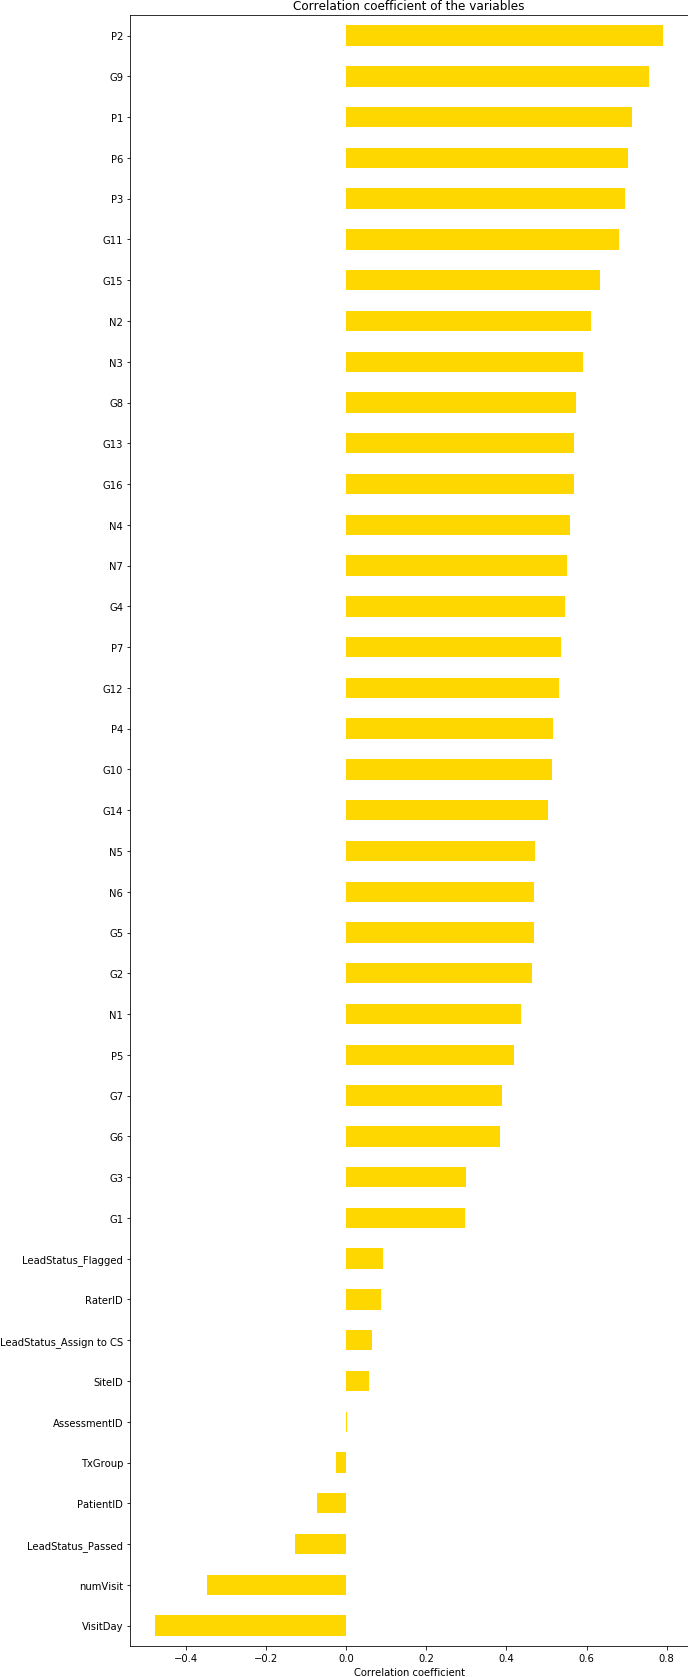 Correlation coefficient of the variables
P2
G9
P1
P6
P3
G11
G15
N2
N3
G8
G13
G16
N4
N7
G4
P7
G12
P4
G10
G14
N5
N6
G5
G2
N1
P5
G7
G6
G3
G1
LeadStatus_Flagged
RaterID
LeadStatus_Assign to CS
SiteID
AssessmentID
TxGroup
PatientID
LeadStatus_Passed
numVisit
VisitDay
−0.4 −0.2 0.0 0.2 0.4 0.6 0.8
Correlation coefficient